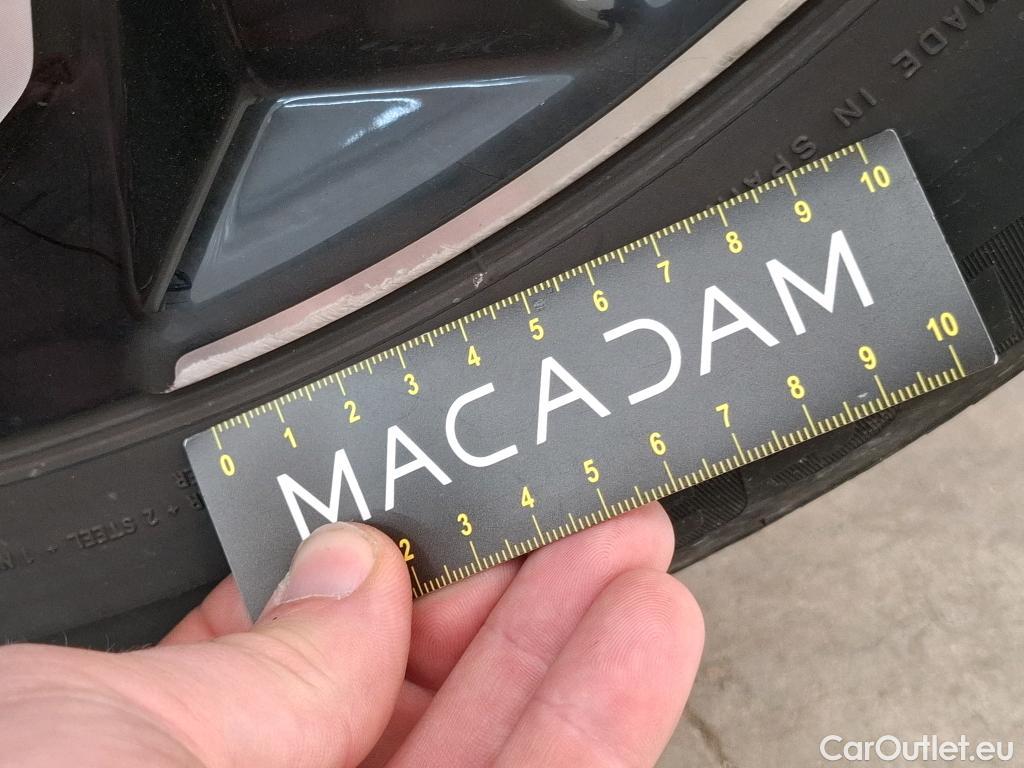 MADE IN SPAIN
0 1 2 3 4 5 6 7 8 9 10
MACADAM
2 3 4 5 6 7 8 9 10
+ 2 STEEL + 1 N
CarOutlet.eu